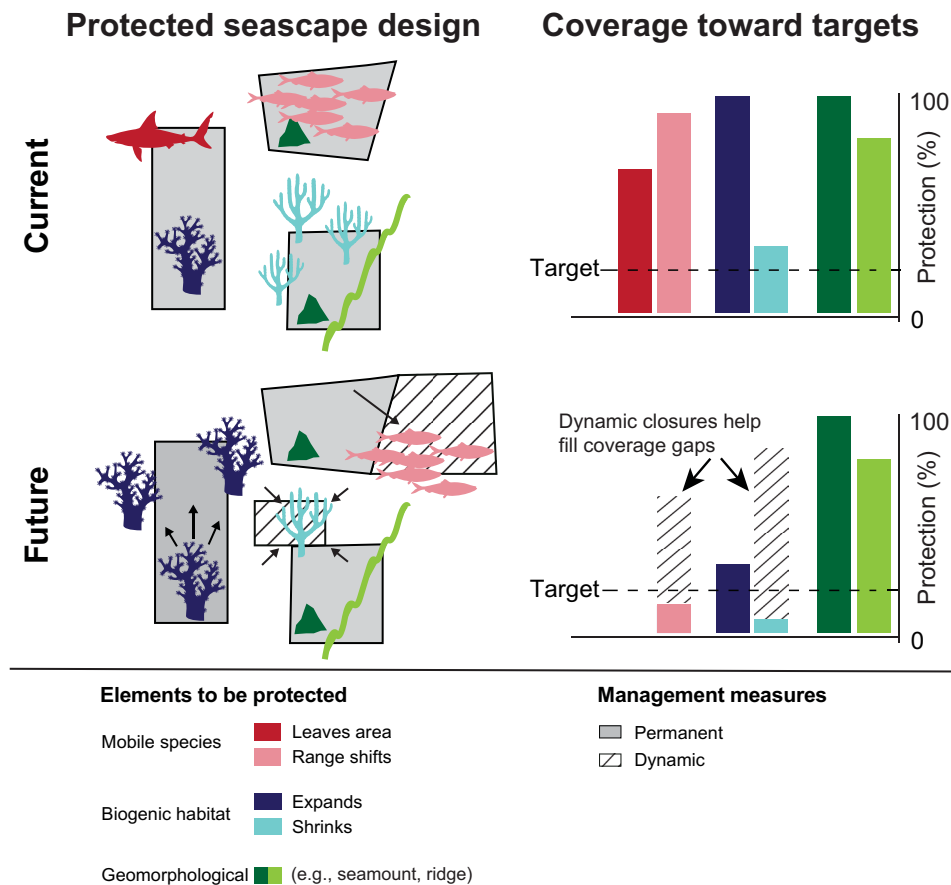 Protected seascape design
Coverage toward targets
Current
100
Protection (%)
Target
0
Future
Dynamic closures help
fill coverage gaps
100
Protection (%)
Target
0
Elements to be protected
Mobile species
Leaves area
Range shifts
Biogenic habitat
Expands
Shrinks
Geomorphological
(e.g., seamount, ridge)
Management measures
Permanent
Dynamic